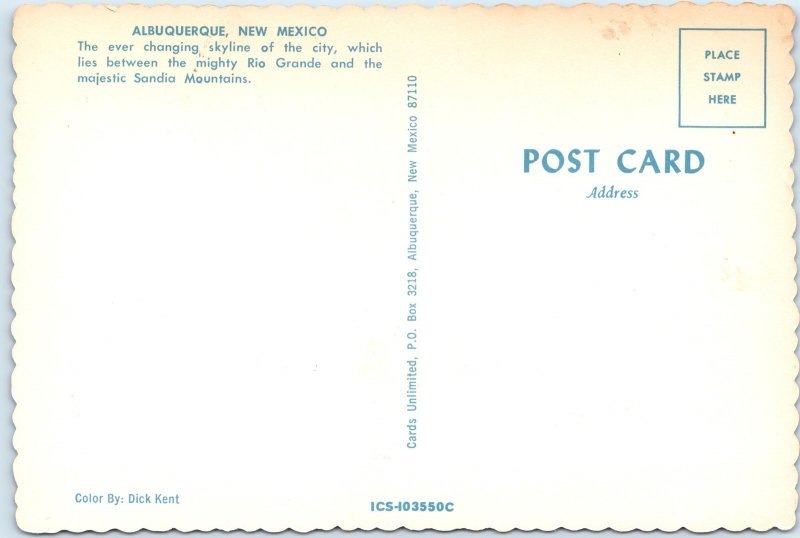 ALBUQUERQUE, NEW MEXICO
The ever changing skyline of the city, which
lies between the mighty Rio Grande and the
majestic Sandia Mountains.
Cards Unlimited, P.O. Box 3218, Albuquerque, New Mexico 87110
PLACE
STAMP
HERE
POST CARD
Address
Color By: Dick Kent
ICS-103550C